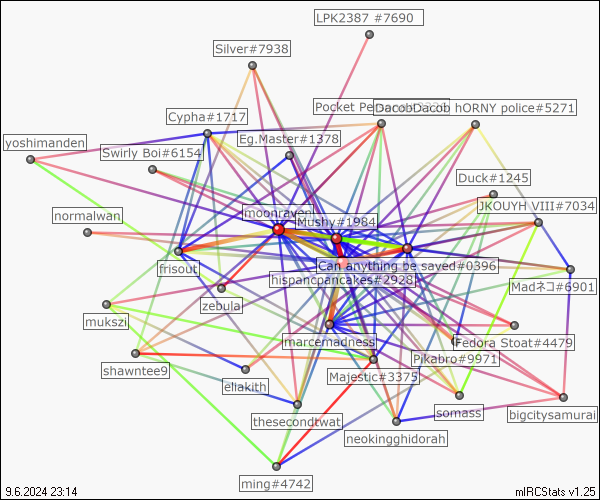 LPK2387 #7690
Silver#7938
Pocket Pe
DacobDacob hORNY police#5271
Cypha#1717
Eg.Master#1378
yoshimanden
Swirly Boi#6154
Duck#1245
JKOUYH VIII#7034
normalwan
moonraven
Mushy#1984
frisout
Can anything be saved#0396
hispancpancakes#2928
Madネコ#6901
zebula
mukszi
marcemadness
Fedora Stoat#4479
Pikabro#9971
shawntee9
eliakith
Majestic#3375
thesecondtwat
somass
bigcitysamurai
neokingghidorah
ming#4742
9.6.2024 23:14
mIRCStats v1.25